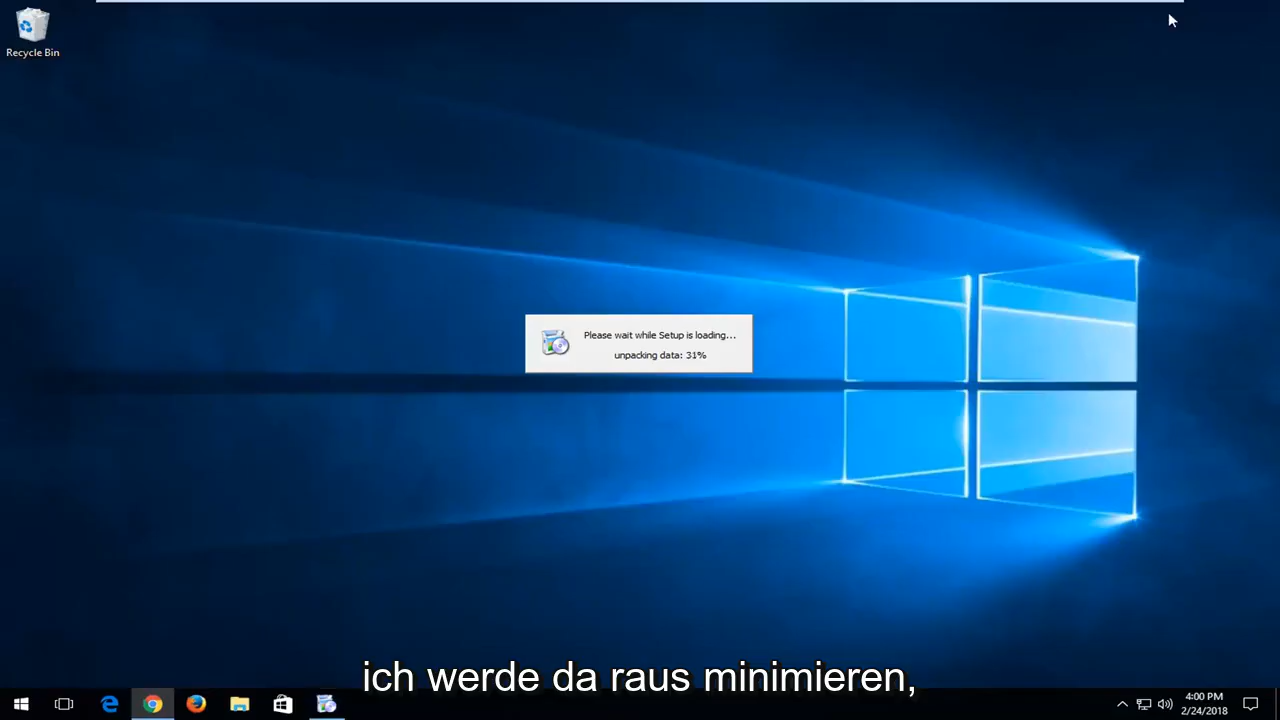 Recycle Bin
Please wait while Setup is loading...
unpacking data: 31%
ich werde da raus minimieren,
4:00 PM
2/24/2018